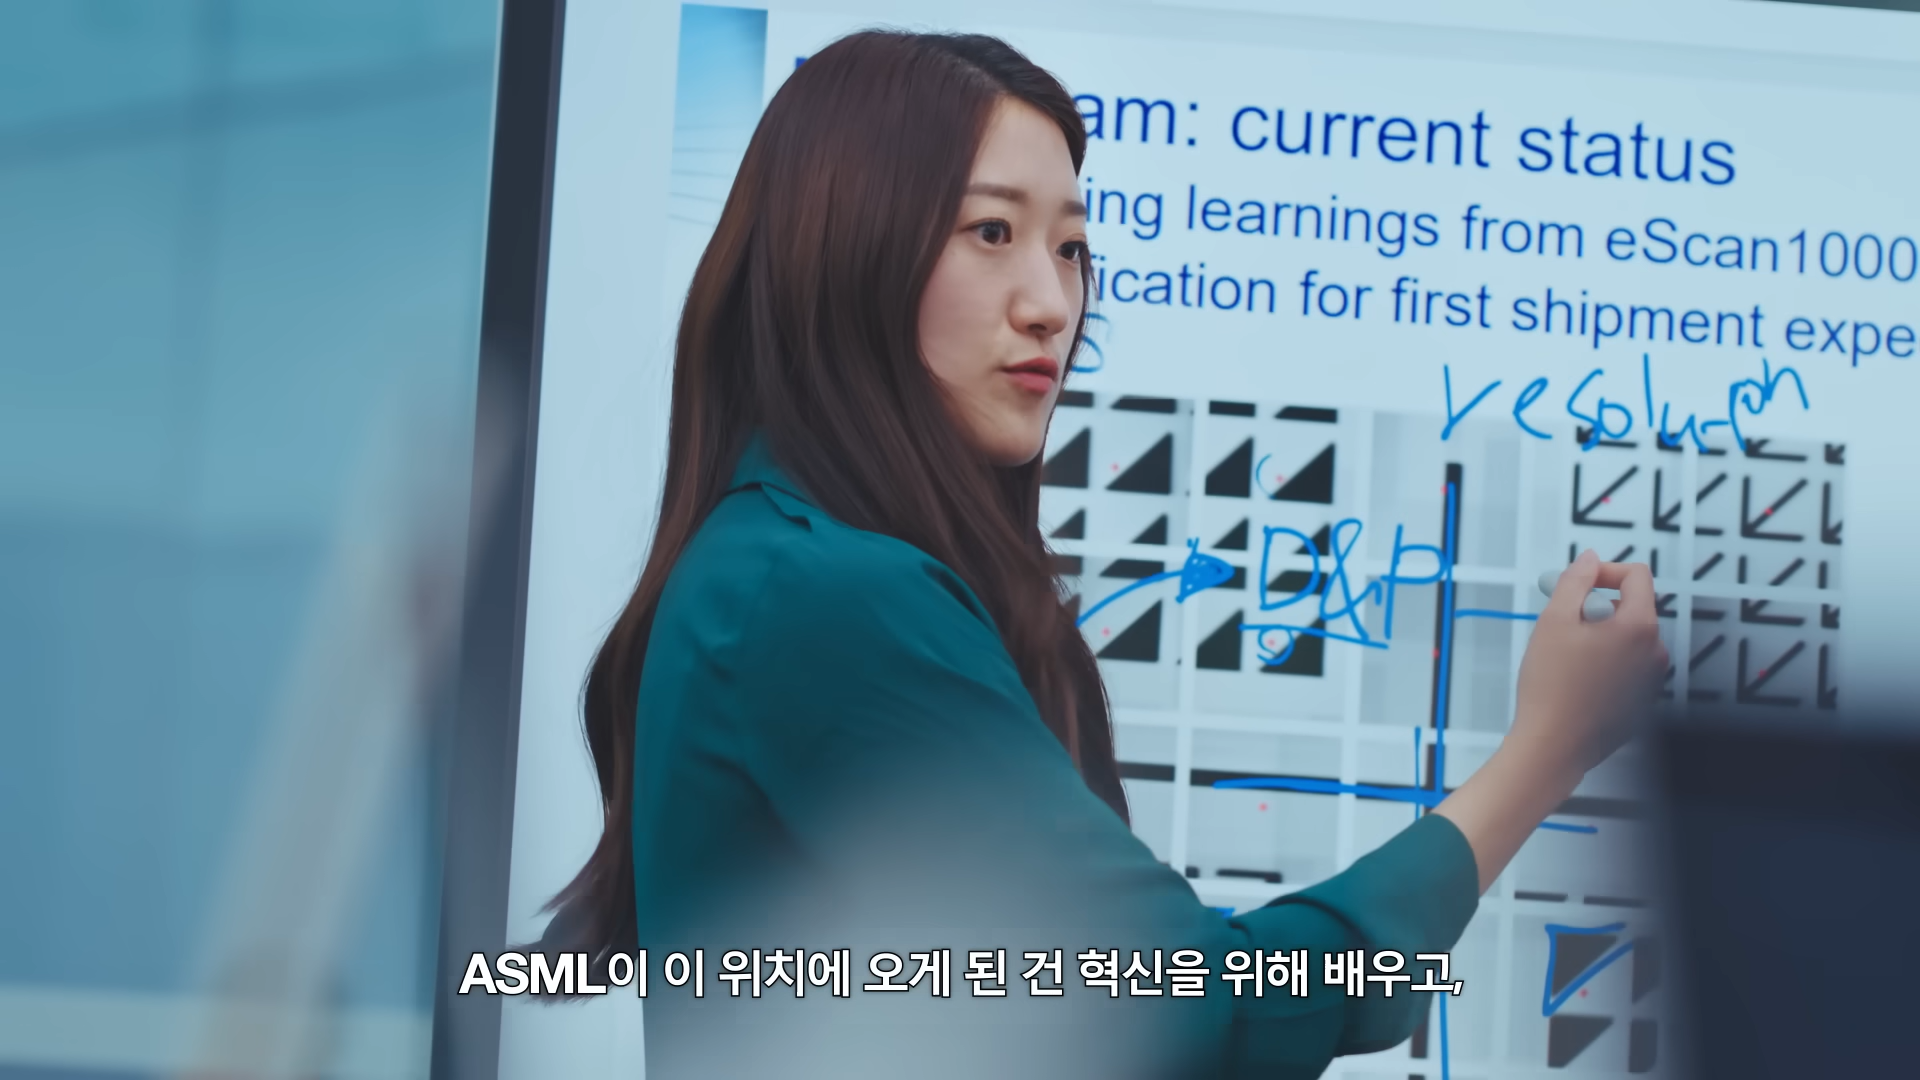 am: current status
ing learnings from eScan1000
ication for first shipment expe
resolu-
D&P
ASML이 이 위치에 오게 된 건 혁신을 위해 배우고,